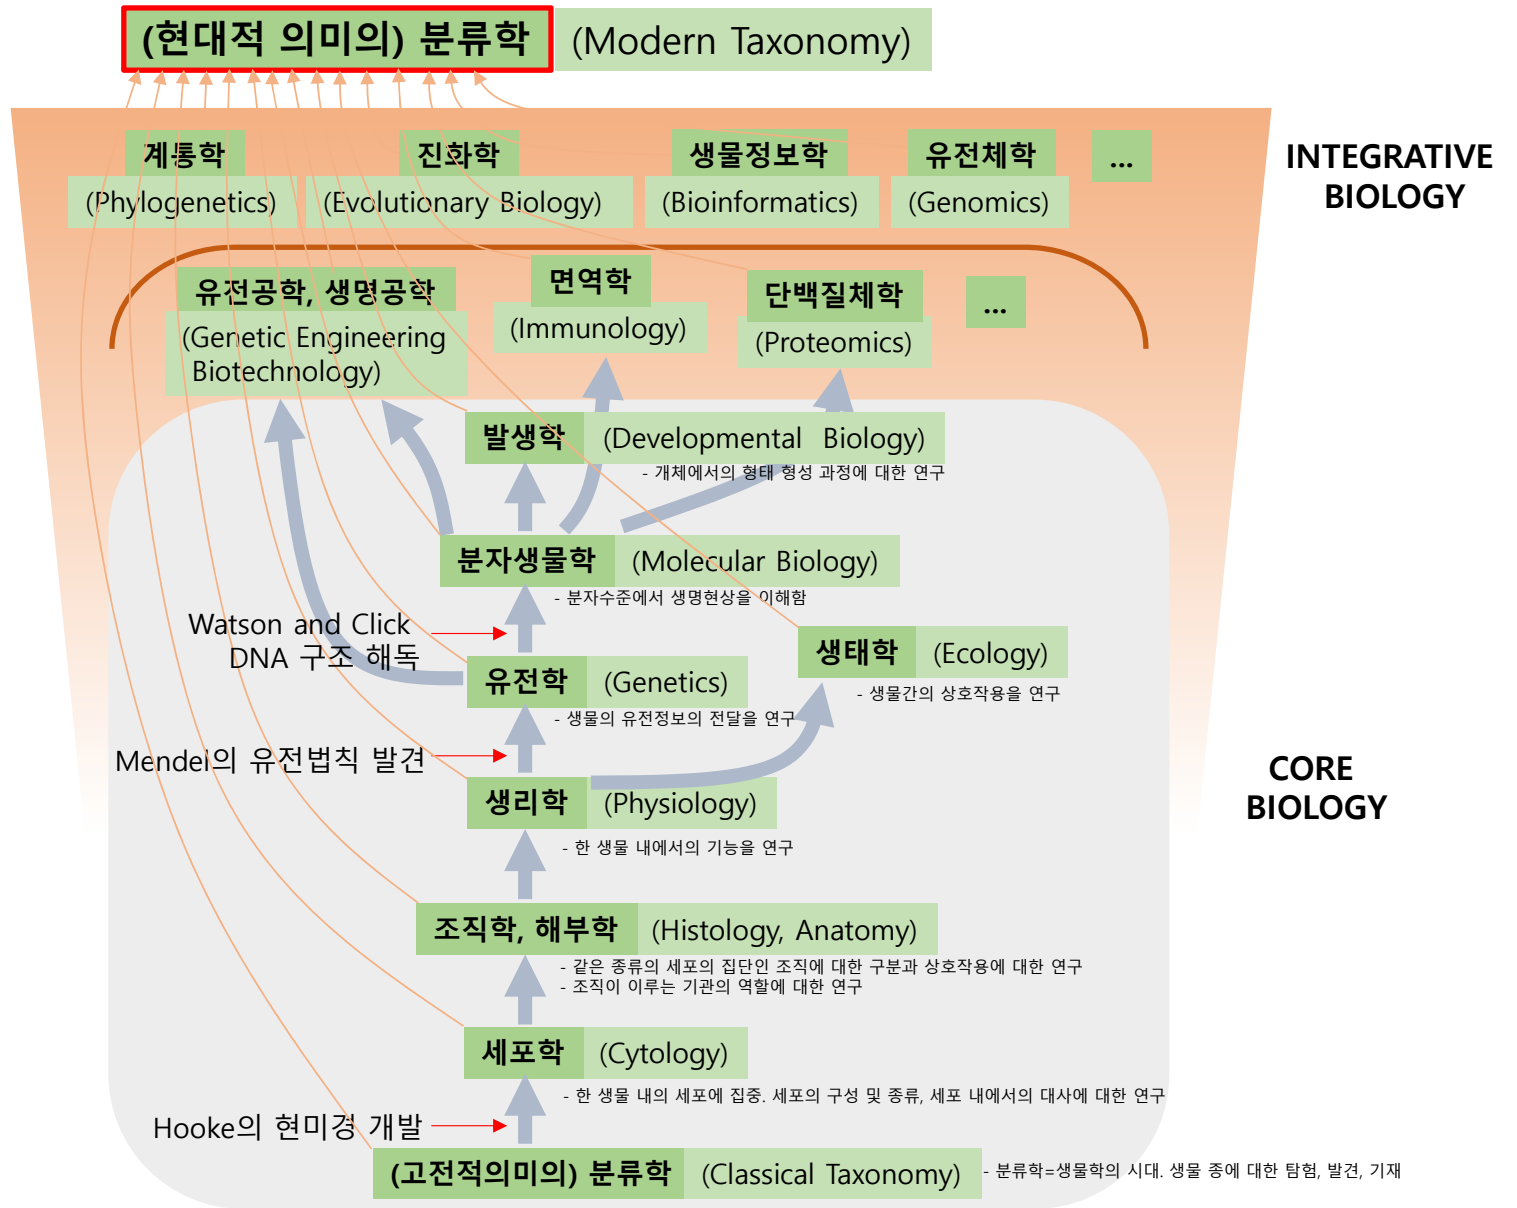 (현대적 의미의) 분류학 (Modern Taxonomy)
계통학
(Phylogenetics)
진화학
(Evolutionary Biology)
생물정보학
(Bioinformatics)
유전체학
(Genomics)
...
INTEGRATIVE
BIOLOGY
유전공학, 생명공학
(Genetic Engineering
Biotechnology)
면역학
(Immunology)
단백질체학
(Proteomics)
...
발생학 (Developmental Biology)
- 개체에서의 형태 형성 과정에 대한 연구
분자생물학 (Molecular Biology)
- 분자수준에서 생명현상을 이해함
Watson and Click
DNA 구조 해독
생태학 (Ecology)
- 생물간의 상호작용을 연구
유전학 (Genetics)
- 생물의 유전정보의 전달을 연구
Mendel의 유전법칙 발견
CORE
BIOLOGY
생리학 (Physiology)
- 한 생물 내에서의 기능을 연구
조직학, 해부학 (Histology, Anatomy)
- 같은 종류의 세포의 집단인 조직에 대한 구분과 상호작용에 대한 연구
- 조직이 이루는 기관의 역할에 대한 연구
세포학 (Cytology)
- 한 생물 내의 세포에 집중. 세포의 구성 및 종류, 세포 내에서의 대사에 대한 연구
Hooke의 현미경 개발
(고전적의미의) 분류학 (Classical Taxonomy)
- 분류학=생물학의 시대. 생물 종에 대한 탐험, 발견, 기재